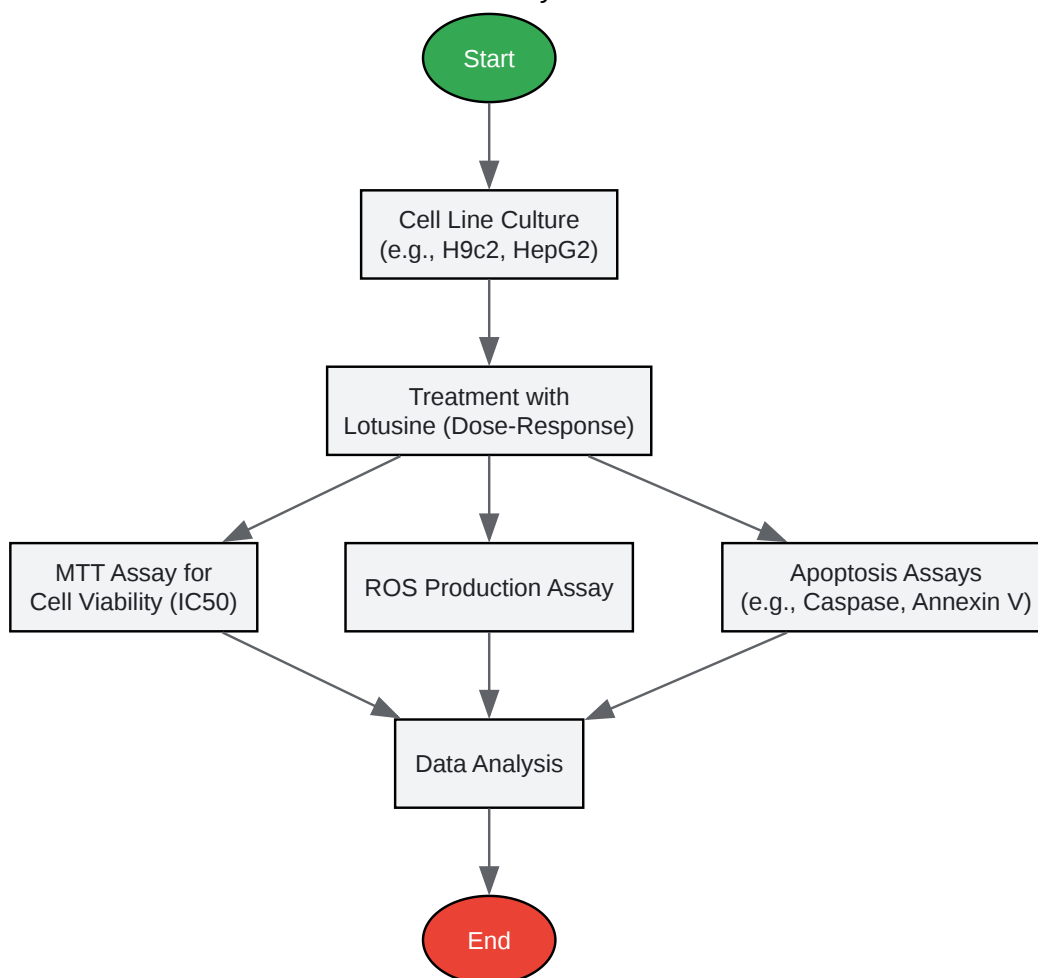 Start
Cell Line Culture
(e.g., H9c2, HepG2)
Treatment with
Lotusine (Dose-Response)
MTT Assay for
Cell Viability (IC50)
ROS Production Assay
Apoptosis Assays
(e.g., Caspase, Annexin V)
Data Analysis
End